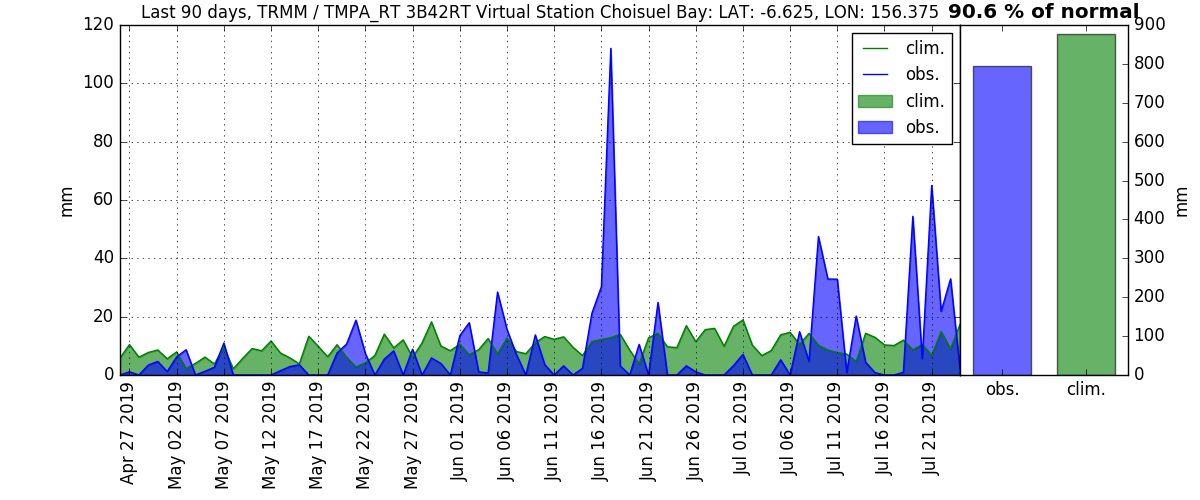 Last 90 days, TRMM / TMPA_RT 3B42RT Virtual Station Choisuel Bay: LAT: -6.625, LON: 156.375 90.6 % of normal
120
100
80
60
40
20
0
mm
clim.
obs.
clim.
obs.
900
800
700
600
500
400
300
200
100
0
mm
Apr 27 2019
May 02 2019
May 07 2019
May 12 2019
May 17 2019
May 22 2019
May 27 2019
Jun 01 2019
Jun 06 2019
Jun 11 2019
Jun 16 2019
Jun 21 2019
Jun 26 2019
Jul 01 2019
Jul 06 2019
Jul 11 2019
Jul 16 2019
Jul 21 2019
obs.
clim.